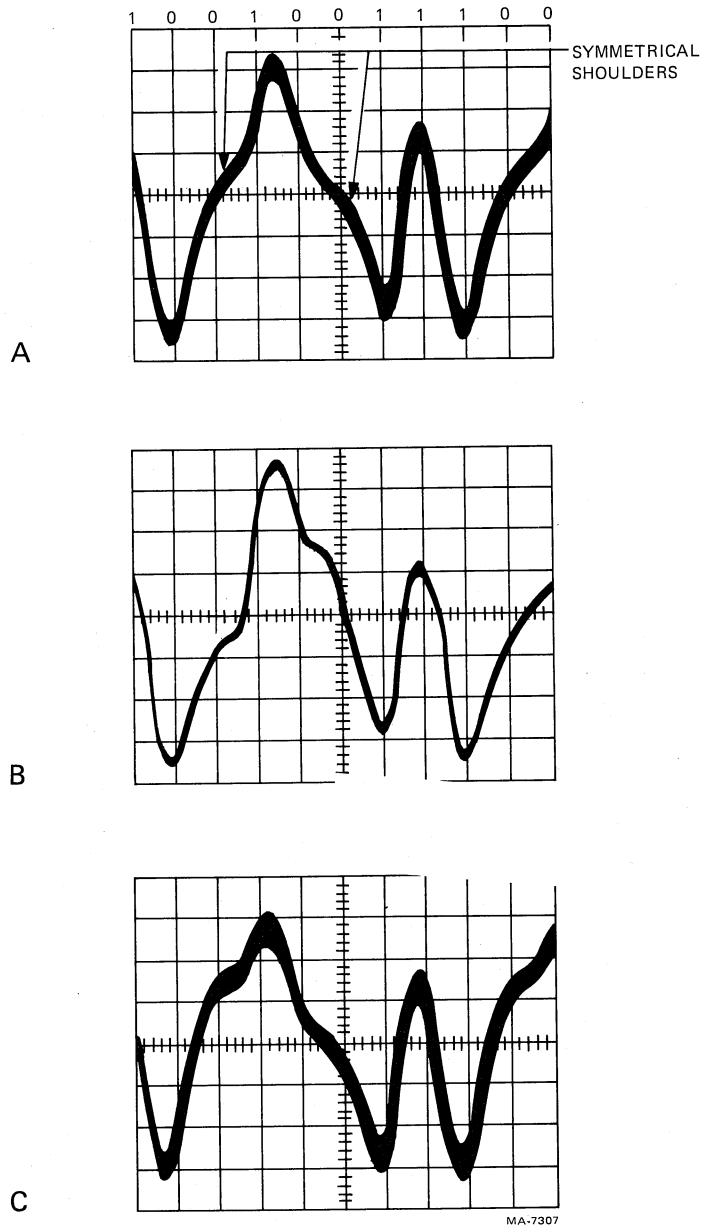 1 0 0 1 0 0 1 1 1 0 0
SYMMETRICAL
SHOULDERS
A
B
C
MA-7307